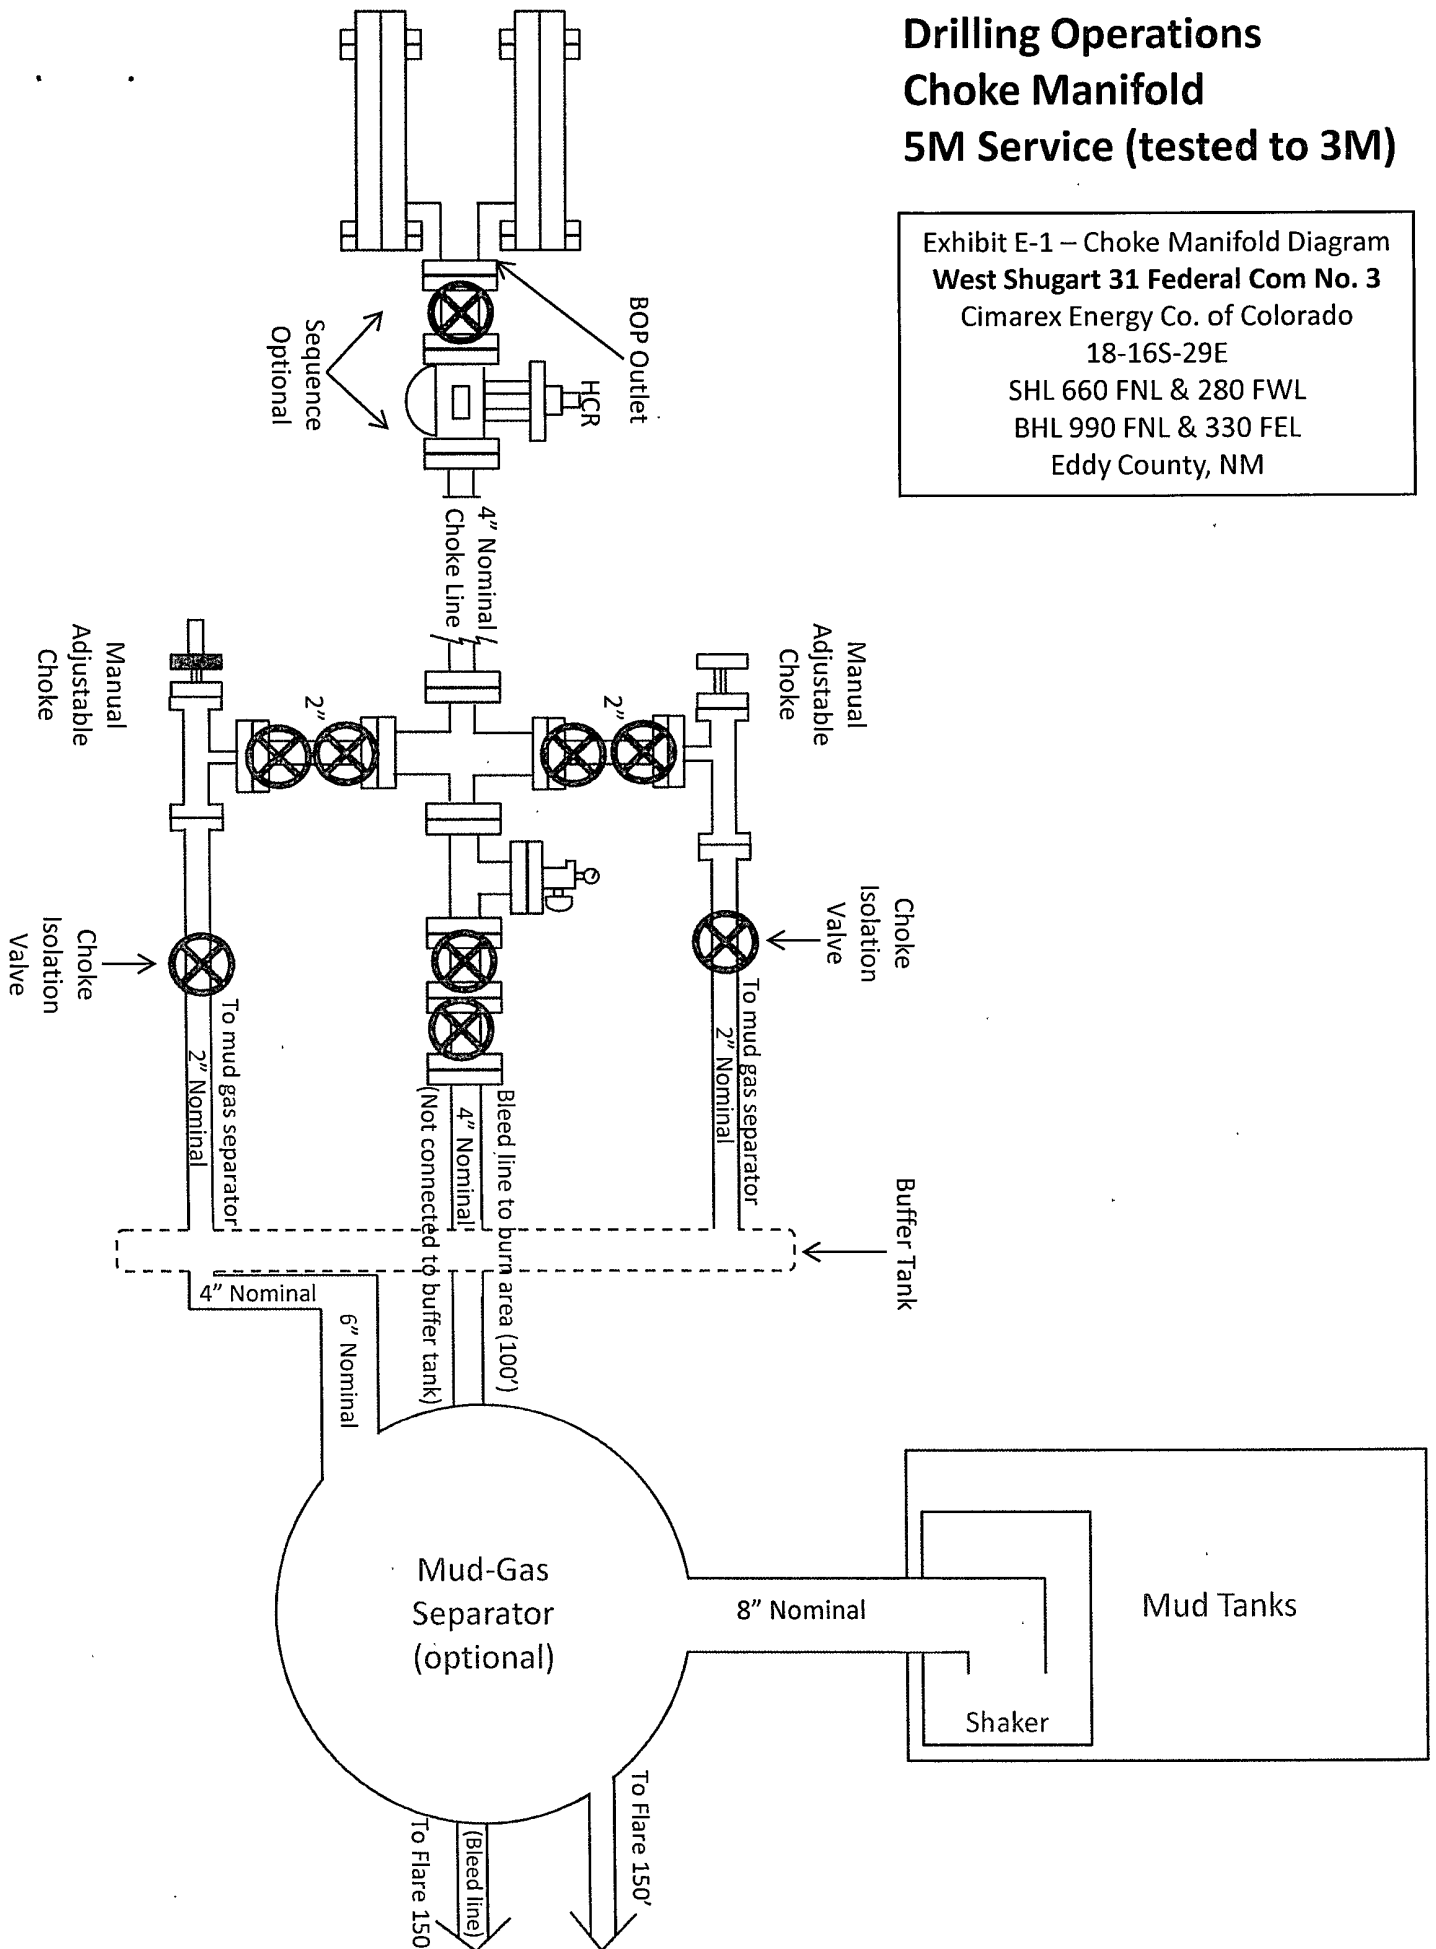 Drilling Operations
Choke Manifold
5M Service (tested to 3M)
Exhibit E-1 – Choke Manifold Diagram
West Shugart 31 Federal Com No. 3
Cimarex Energy Co. of Colorado
18-16S-29E
SHL 660 FNL & 280 FWL
BHL 990 FNL & 330 FEL
Eddy County, NM
BOP Outlet
HCR
Sequence
Optional
4” Nominal
Choke Line
Manual
Adjustable
Choke
2”
2”
Manual
Adjustable
Choke
Choke
Isolation
Valve
Choke
Isolation
Valve
To mud gas separator
2” Nominal
To mud gas separator
2” Nominal
Bleed line to burn area (100’)
4” Nominal
(Not connected to buffer tank)
Buffer Tank
4” Nominal
6” Nominal
Mud-Gas
Separator
(optional)
8” Nominal
Mud Tanks
Shaker
To Flare 150’
(Bleed line)
To Flare 150